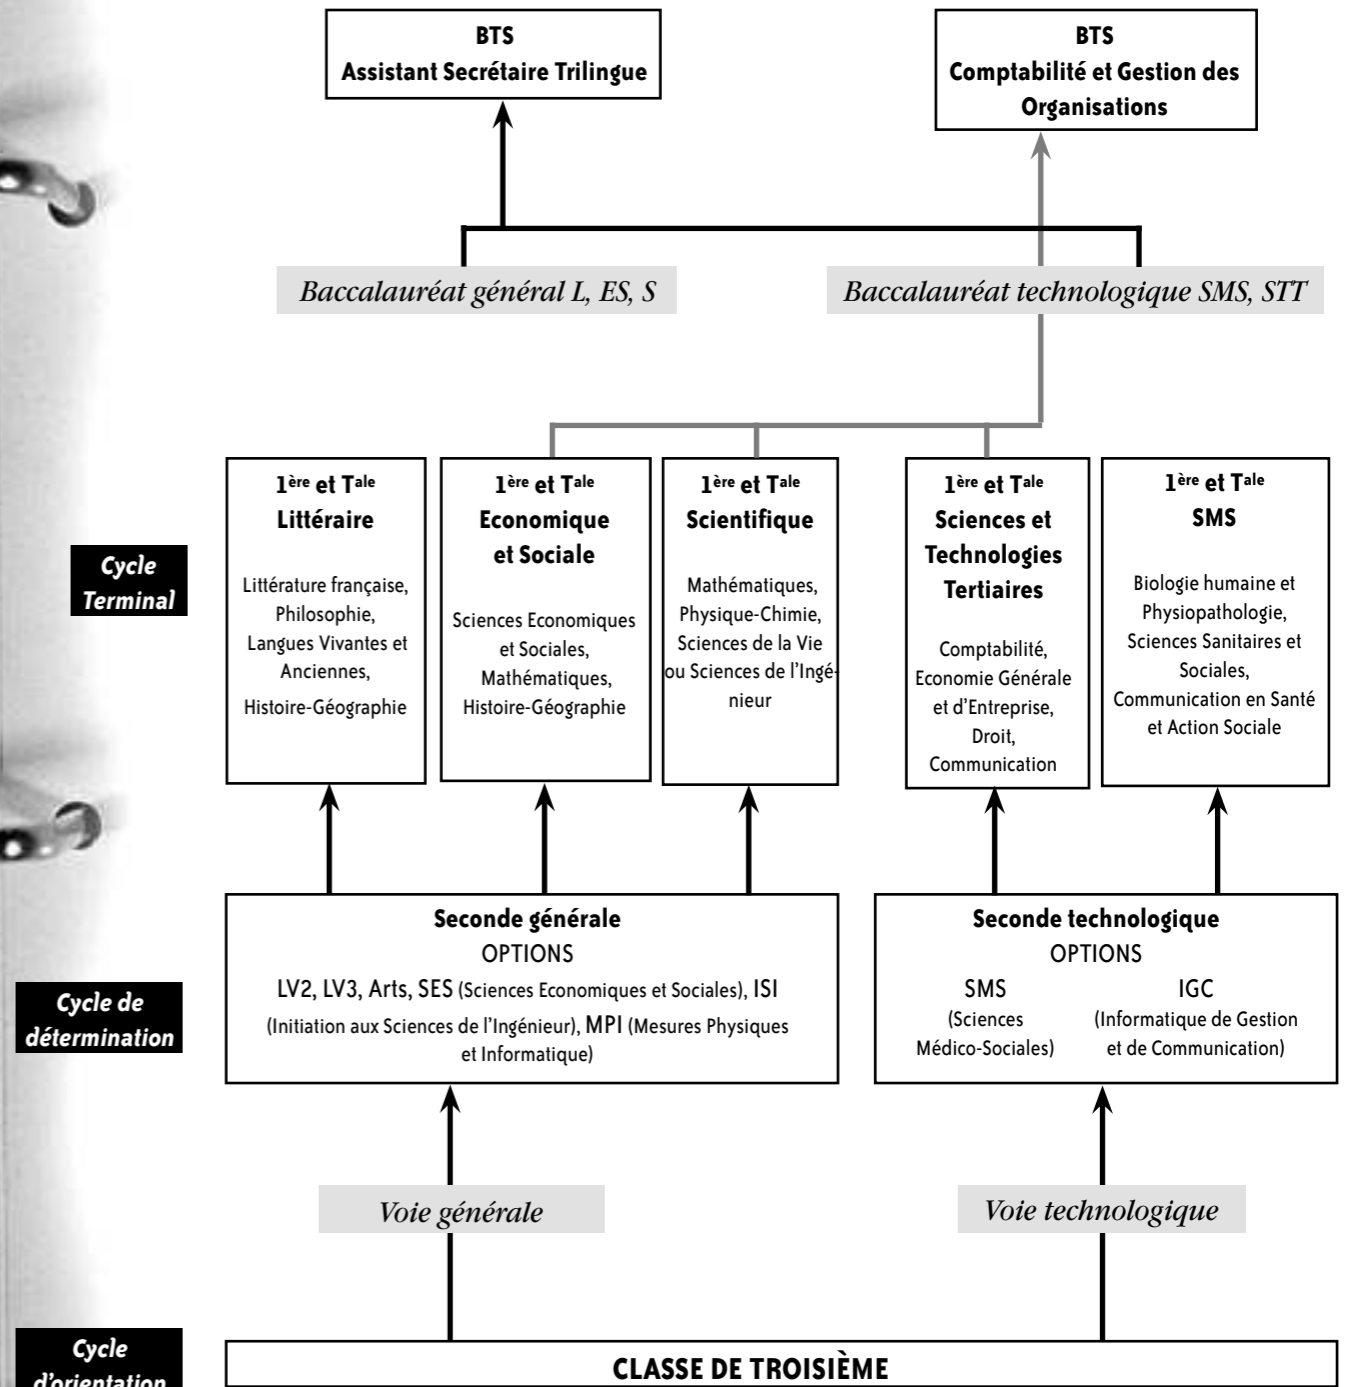 BTS
Assistant Secrétaire Trilingue
BTS
Comptabilité et Gestion des
Organisations
Baccalauréat général L, ES, S
Baccalauréat technologique SMS, STT
Cycle
Terminal
1ère et Tale
Littéraire
Littérature française,
Philosophie,
Langues Vivantes et
Anciennes,
Histoire-Géographie
1ère et Tale
Economique
et Sociale
Sciences Economiques
et Sociales,
Mathématiques,
Histoire-Géographie
1ère et Tale
Scientifique
Mathématiques,
Physique-Chimie,
Sciences de la Vie
ou Sciences de l'Ingé-
nieur
1ère et Tale
Sciences et
Technologies
Tertiaires
Comptabilité,
Economie Générale
et d'Entreprise,
Droit,
Communication
1ère et Tale
SMS
Biologie humaine et
Physiopathologie,
Sciences Sanitaires et
Sociales,
Communication en Santé
et Action Sociale
Cycle de
détermination
Seconde générale
OPTIONS
LV2, LV3, Arts, SES (Sciences Economiques et Sociales), ISI
(Initiation aux Sciences de l'Ingénieur), MPI (Mesures Physiques
et Informatique)
Seconde technologique
OPTIONS
SMS
(Sciences
Médico-Sociales)
IGC
(Informatique de Gestion
et de Communication)
Voie générale
Voie technologique
Cycle
d'orientation
CLASSE DE TROISIÈME